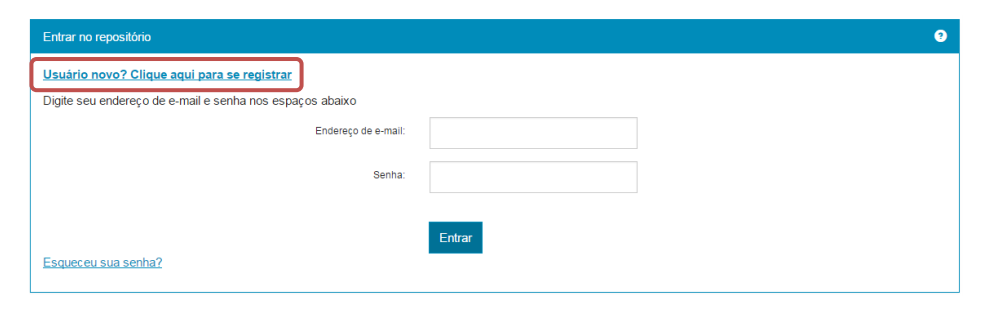 Entrar no repositório
Usuário novo? Clique aqui para se registrar
Digite seu endereço de e-mail e senha nos espaços abaixo
Endereço de e-mail:
Senha:
Entrar
Esqueceu sua senha?